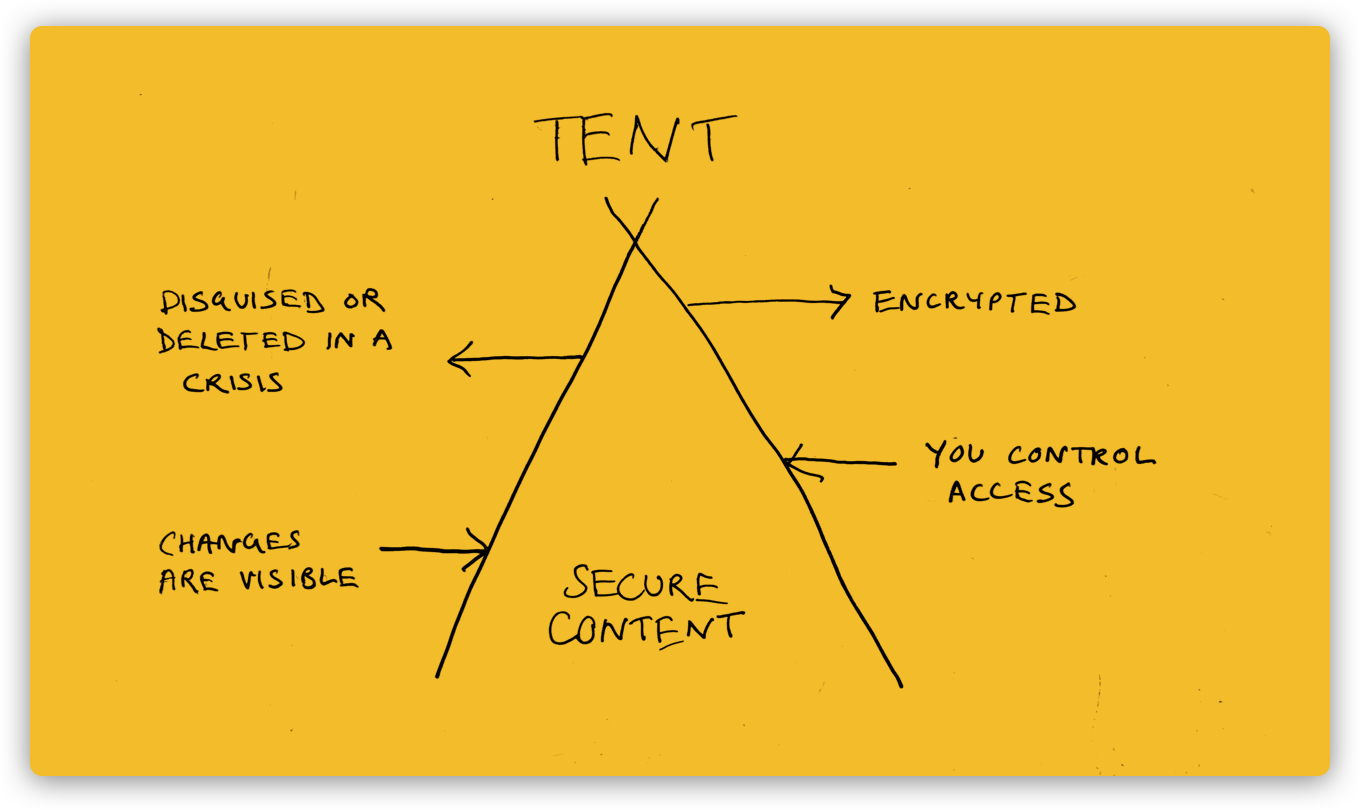 TENT
DISGUISED OR
DELETED IN A
CRISIS
ENCRYPTED
YOU CONTROL
ACCESS
CHANGES
ARE VISIBLE
SECURE
CONTENT